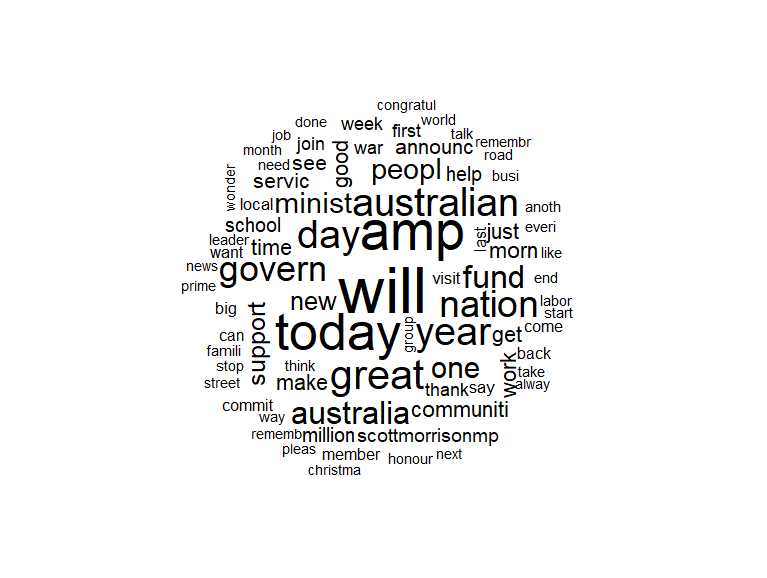 congratul
done week first world
job join war announc talk remembr
month need see good peopl help road
wonder servic busi
local minist australian anoth
school day amp last just everi
leader want time morn like
news govern visit fund end
prime new will nation labor
big support today group year get start
can come
famili think great one work back
stop make thank say take
street alway
commit australia communiti
way
rememb million scottmorrisonmp
pleas member honour next
christma